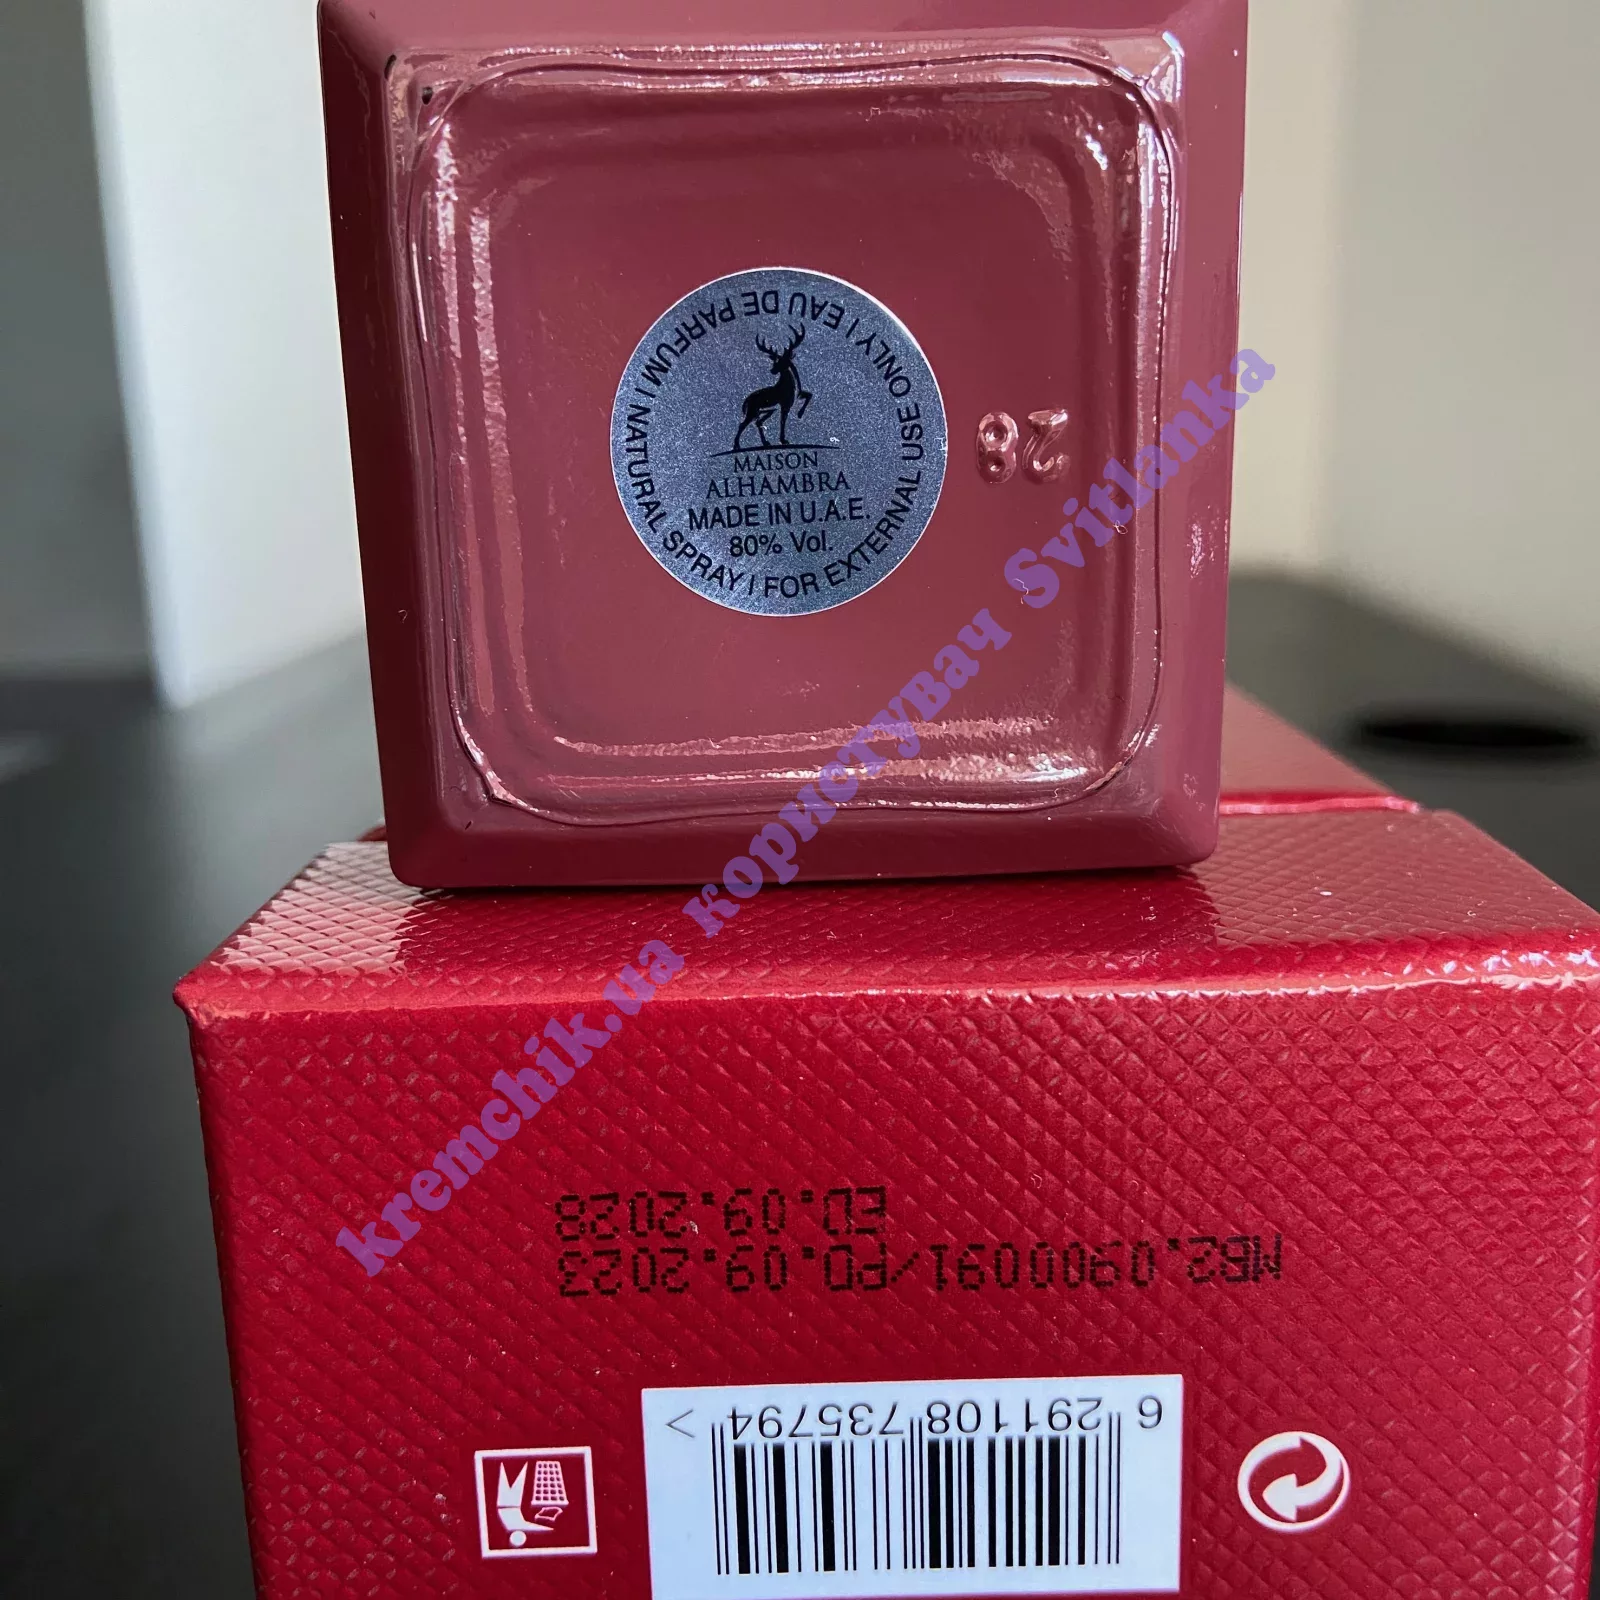 EAU DE PARFUM | NATURAL SPRAY | FOR EXTERNAL USE ONLY |
MAISON
ALHAMBRA
MADE IN U.A.E.
80% Vol.
28
kremchik.ua користувач Svitlanka
MB2.090091/PD.09.2023
ED.09.2028
6 291108 735794 >